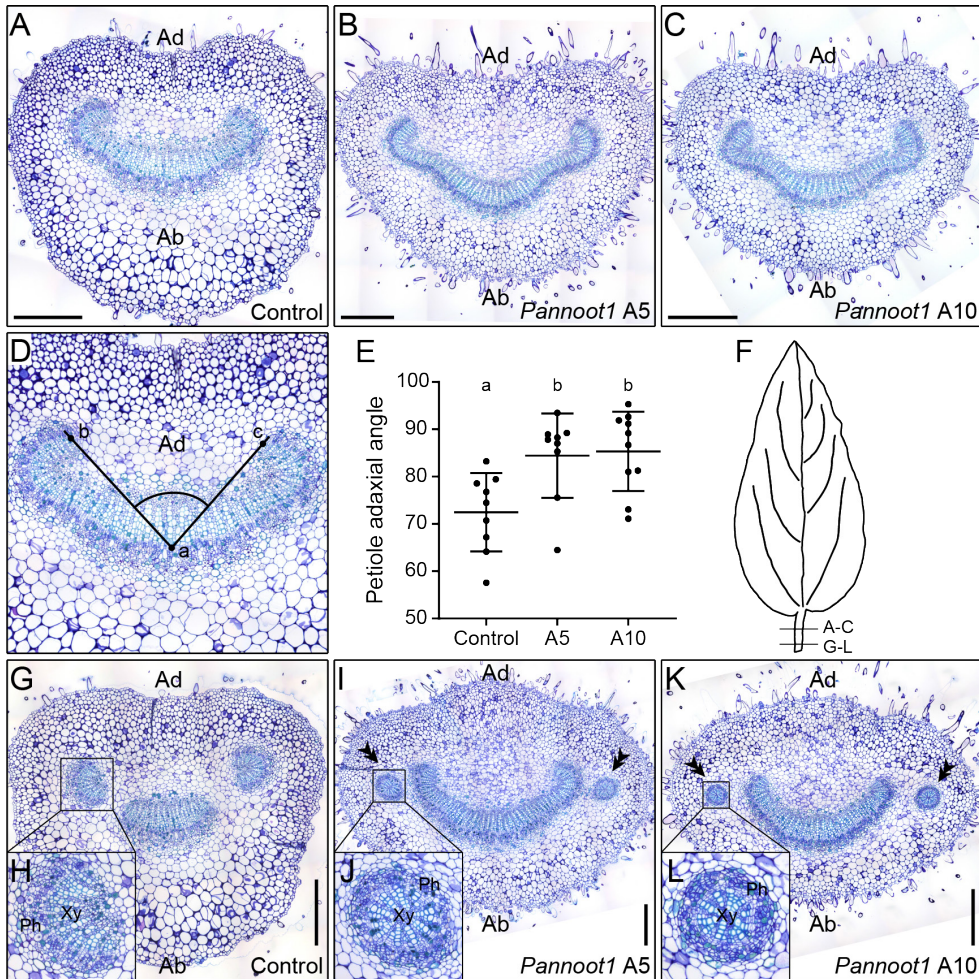 A
Ad
Ab
Control
B
Ad
Ab
Pannoot1 A5
C
Ad
Ab
Pannoot1 A10
D
Ad
b
c
a
E
Petiole adaxial angle
100
90
80
70
60
50
a
b
b
Control
A5
A10
F
A-C
G-L
G
Ad
Ab
Control
H
Ph
Xy
I
Ad
Ab
Pannoot1 A5
J
Ph
Xy
K
Ad
Ab
Pannoot1 A10
L
Ph
Xy